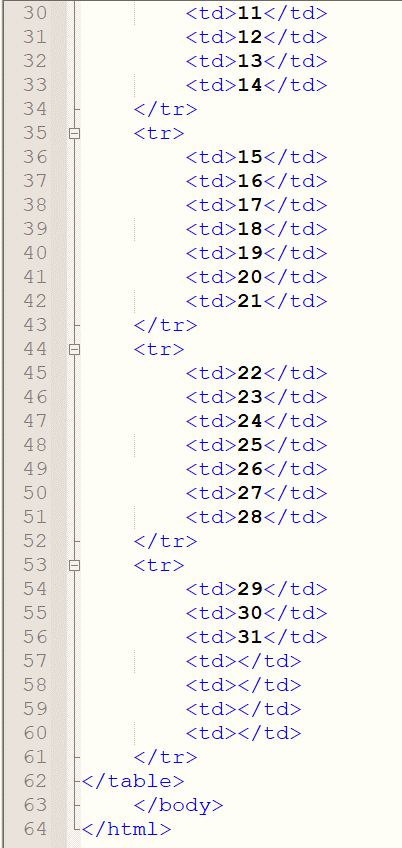 30 <td>11</td>
31 <td>12</td>
32 <td>13</td>
33 <td>14</td>
34 </tr>
35 <tr>
36 <td>15</td>
37 <td>16</td>
38 <td>17</td>
39 <td>18</td>
40 <td>19</td>
41 <td>20</td>
42 <td>21</td>
43 </tr>
44 <tr>
45 <td>22</td>
46 <td>23</td>
47 <td>24</td>
48 <td>25</td>
49 <td>26</td>
50 <td>27</td>
51 <td>28</td>
52 </tr>
53 <tr>
54 <td>29</td>
55 <td>30</td>
56 <td>31</td>
57 <td></td>
58 <td></td>
59 <td></td>
60 <td></td>
61 </tr>
62 </table>
63 </body>
64 </html>